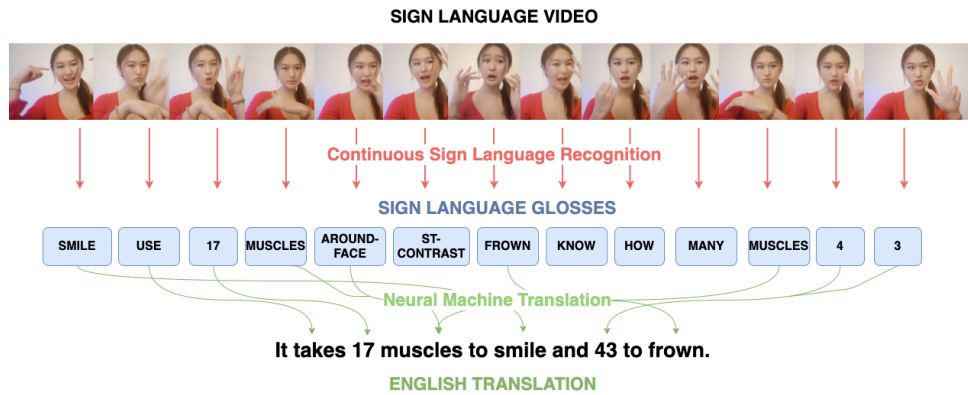 SIGN LANGUAGE VIDEO
Continuous Sign Language Recognition
SIGN LANGUAGE GLOSSES
SMILE
USE
17
MUSCLES
AROUND-
FACE
ST-
CONTRAST
FROWN
KNOW
HOW
MANY
MUSCLES
4
3
Neural Machine Translation
It takes 17 muscles to smile and 43 to frown.
ENGLISH TRANSLATION